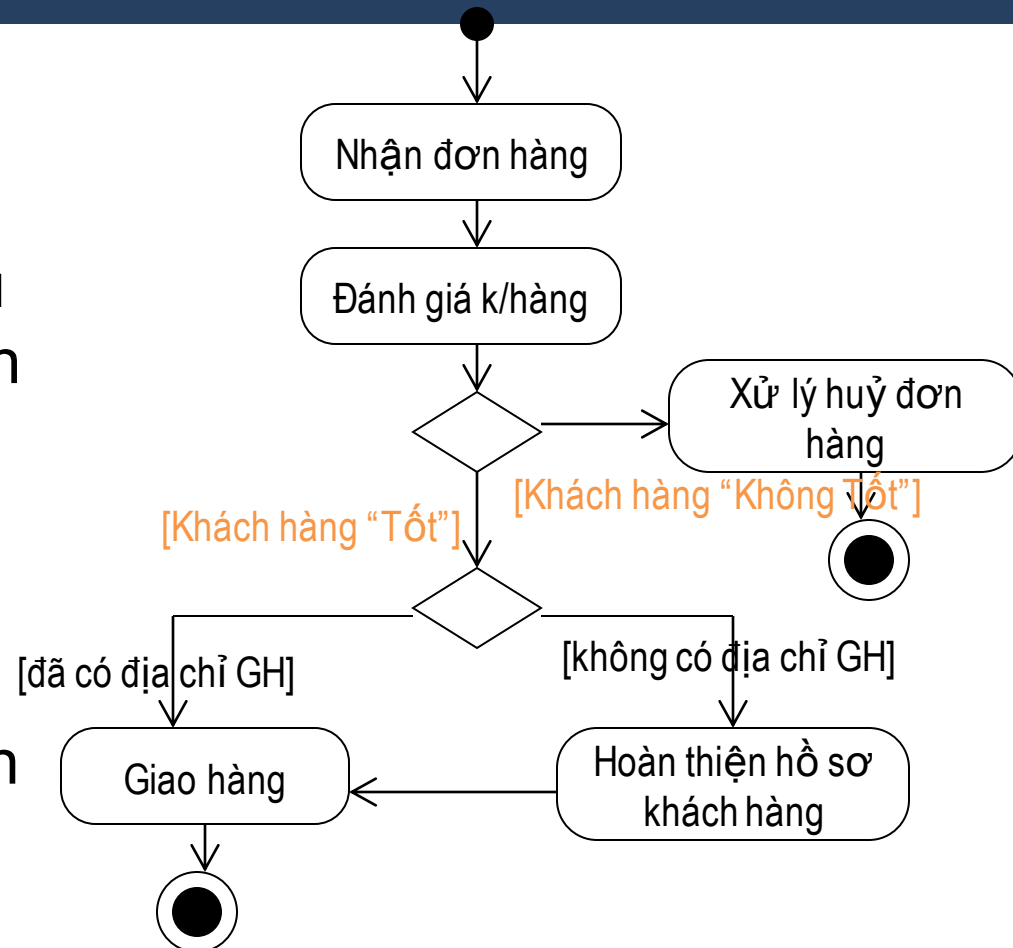 Nhận đơn hàng
Đánh giá k/hàng
Xử lý huỷ đơn
hàng
[Khách hàng “Không Tốt”]
[Khách hàng “Tốt”]
[không có địa chỉ GH]
[đã có địa chỉ GH]
Giao hàng
Hoàn thiện hồ sơ
khách hàng